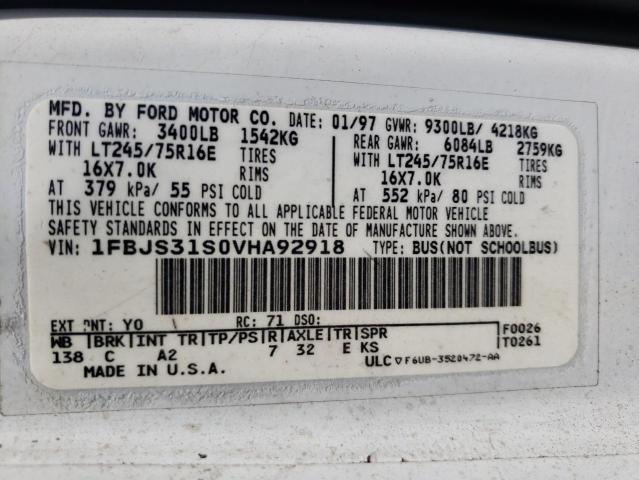 MFD. BY FORD MOTOR CO. DATE: 01/97 GVWR: 9300LB/ 4218KG
FRONT GAWR: 3400LB 1542KG REAR GAWR: 6084LB 2759KG
WITH LT245/75R16E TIRES WITH LT245/75R16E TIRES
16X7.0K RIMS 16X7.0K RIMS
AT 379 kPa/ 55 PSI COLD AT 552 kPa/ 80 PSI COLD
THIS VEHICLE CONFORMS TO ALL APPLICABLE FEDERAL MOTOR VEHICLE
SAFETY STANDARDS IN EFFECT ON THE DATE OF MANUFACTURE SHOWN ABOVE.
VIN: 1FBJS31S0VHA92918 TYPE: BUS(NOT SCHOOLBUS)
EXT PNT: YO RC: 71 DSO: F0026
WB BRK INT TR TP/PS R AXLE TR SPR T0261
138 C A2 7 32 E KS
MADE IN U.S.A. ULC F6UB-3520472-AA